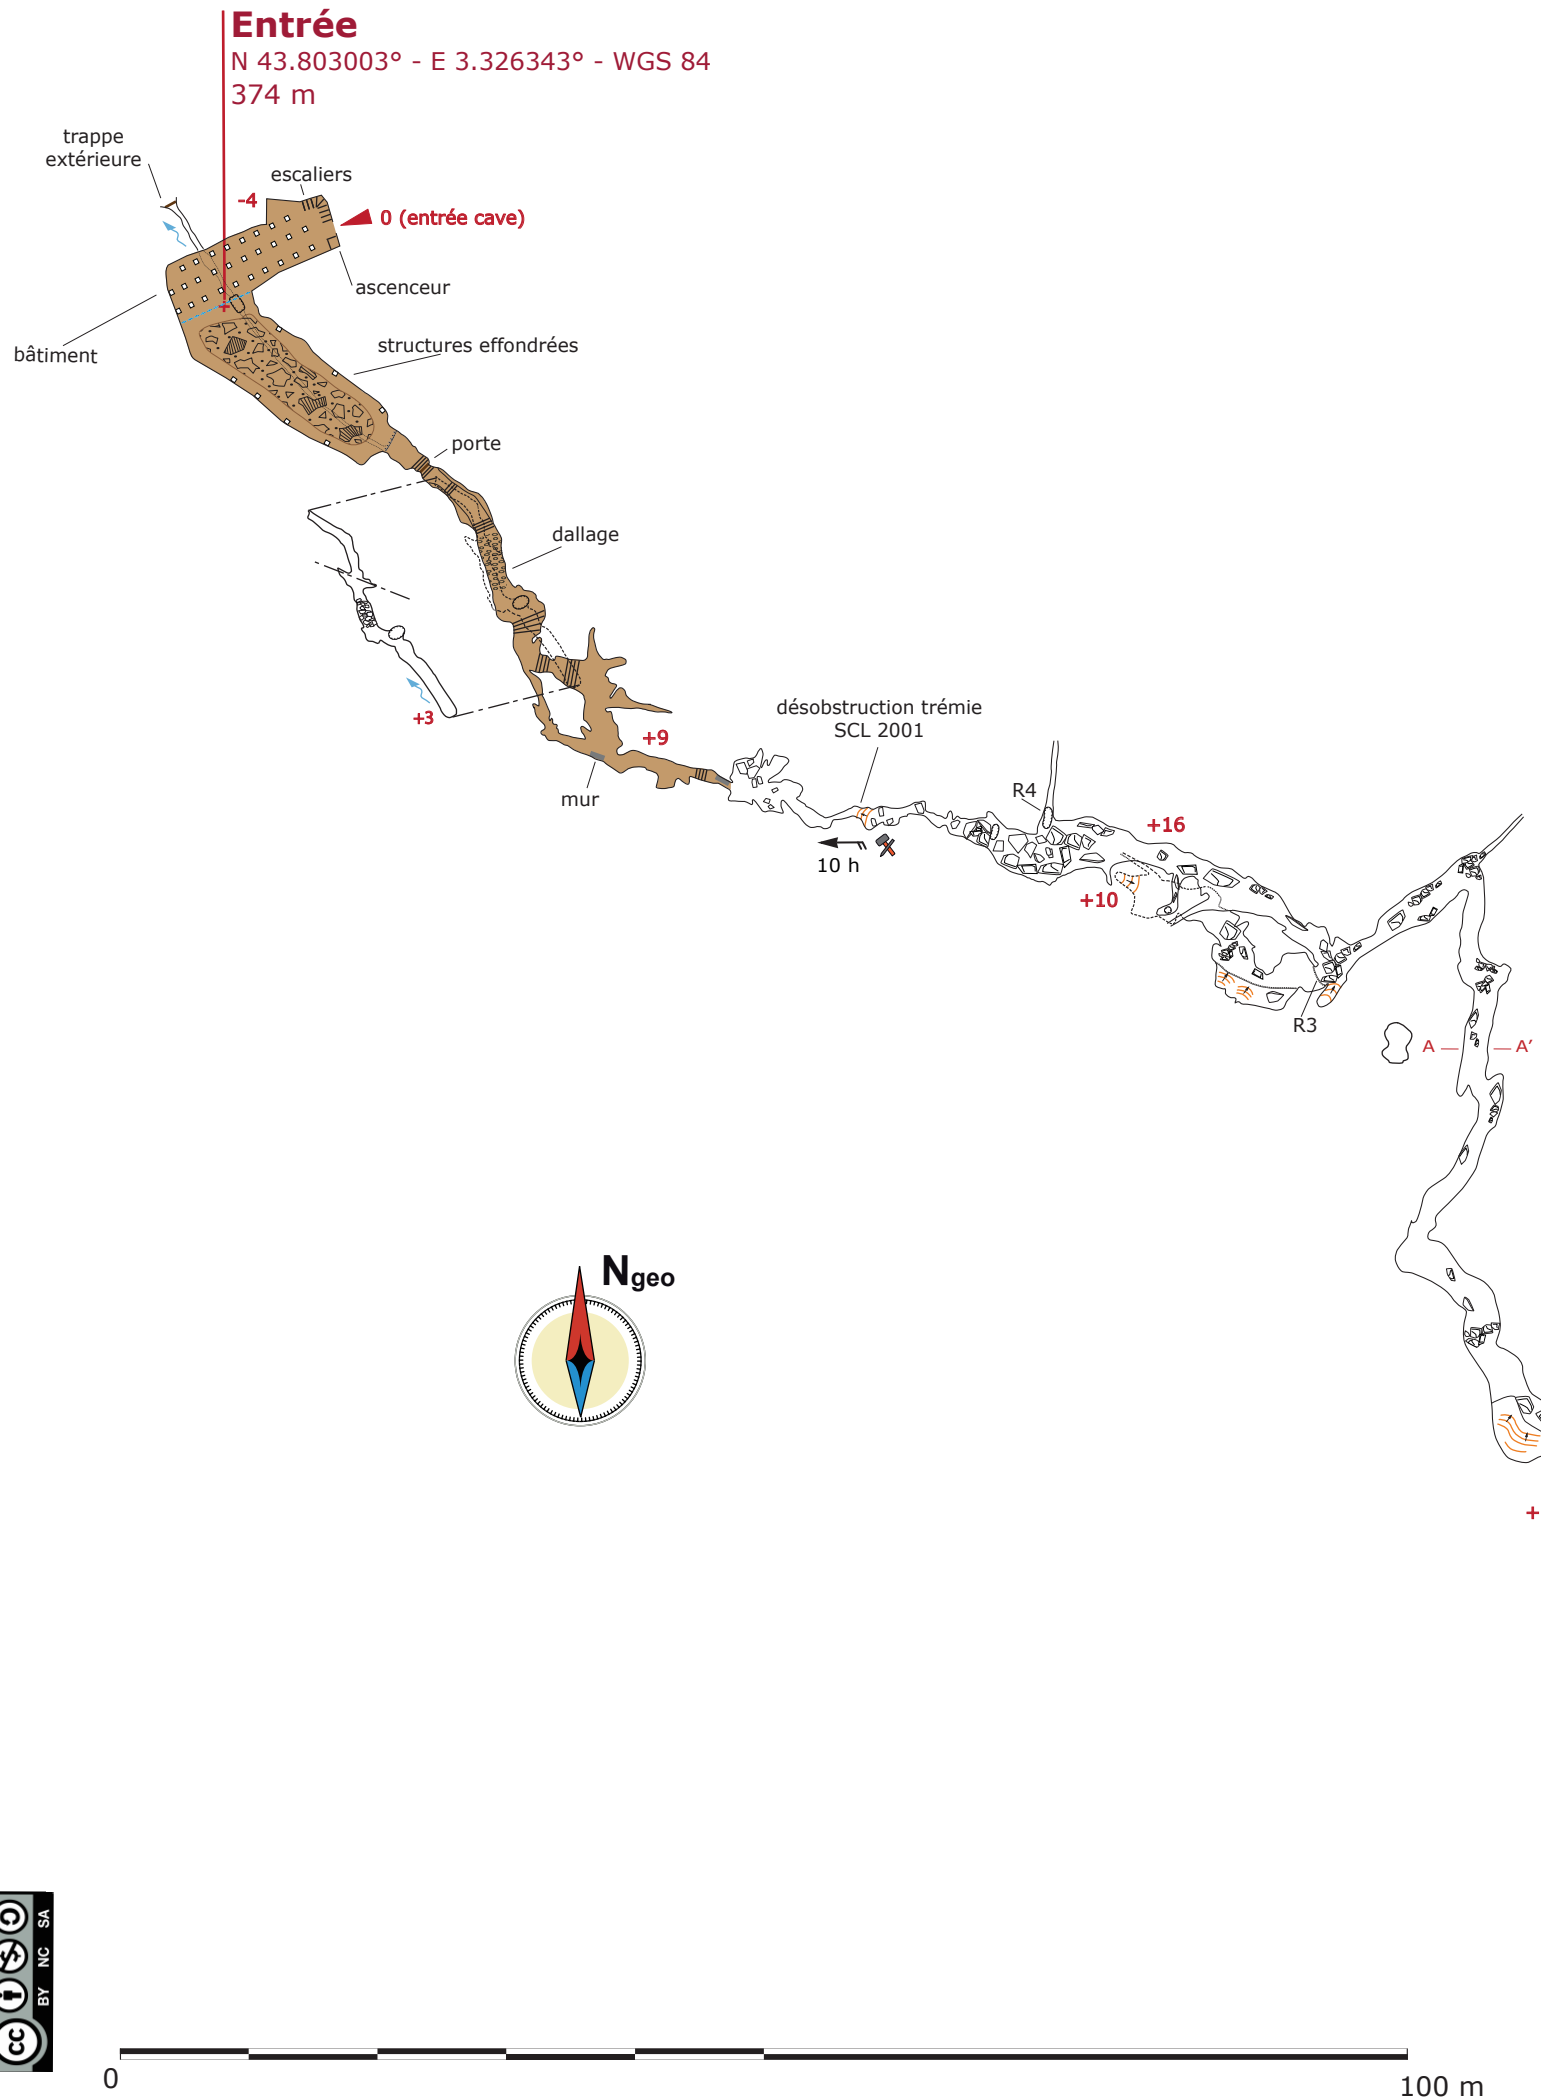 Entrée
N 43.803003° - E 3.326343° - WGS 84
374 m
trappe
extérieure
escaliers
-4
0 (entrée cave)
ascenceur
bâtiment
structures effondrées
porte
dallage
+3
+9
mur
désobstruction trémie
SCL 2001
10 h
R4
+16
+10
R3
A
A'
Ngeo
+
BY NC SA
cc
0
100 m